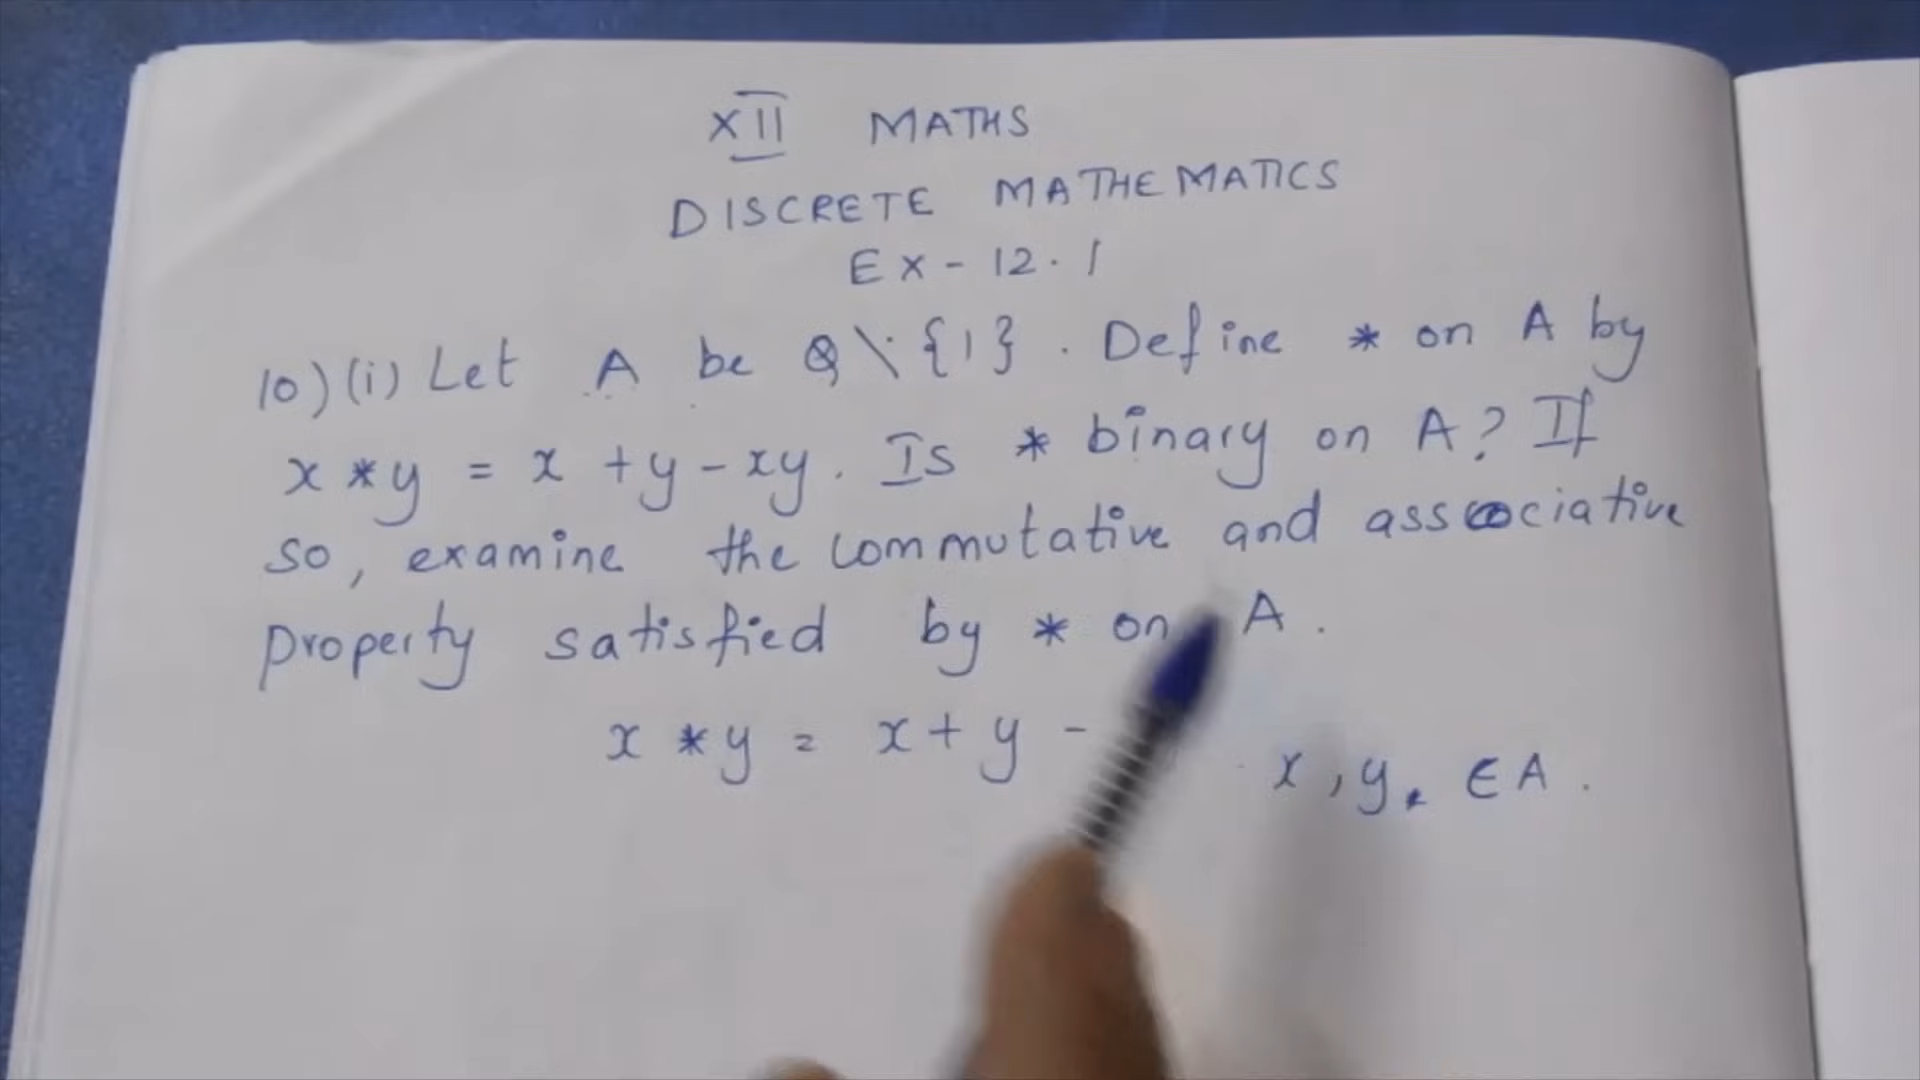 XII MATHS
DISCRETE MATHEMATICS
EX - 12.1
10) (i) Let A be Q \ {1}. Define * on A by
x * y = x + y - xy. Is * binary on A? If
so, examine the commutative and associative
property satisfied by * on A.
x * y = x + y - x, y ∈ A.